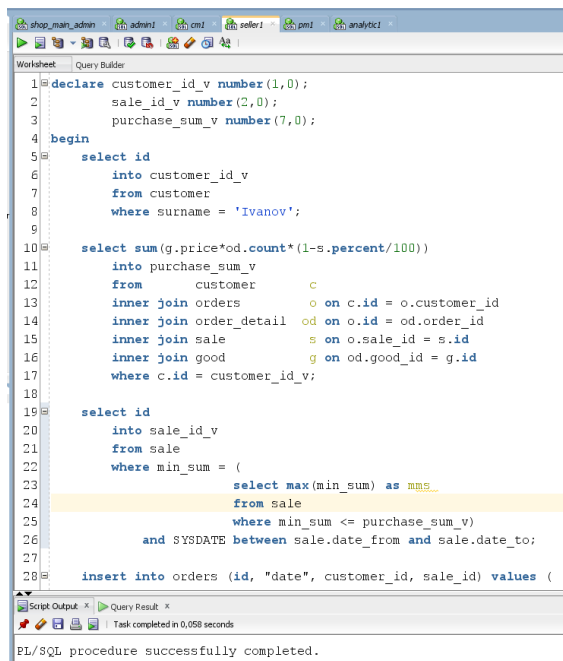 shop_main_admin admin1 cm1 seller1 pm1 analytic1
Worksheet Query Builder
1 declare customer_id_v number(1,0);
2 sale_id_v number(2,0);
3 purchase_sum_v number(7,0);
4 begin
5 select id
6 into customer_id_v
7 from customer
8 where surname = 'Ivanov';
9
10 select sum(g.price*od.count*(1-s.percent/100))
11 into purchase_sum_v
12 from customer c
13 inner join orders o on c.id = o.customer_id
14 inner join order_detail od on o.id = od.order_id
15 inner join sale s on o.sale_id = s.id
16 inner join good g on od.good_id = g.id
17 where c.id = customer_id_v;
18
19 select id
20 into sale_id_v
21 from sale
22 where min_sum = (
23 select max(min_sum) as mms
24 from sale
25 where min_sum <= purchase_sum_v)
26 and SYSDATE between sale.date_from and sale.date_to;
27
28 insert into orders (id, "date", customer_id, sale_id) values (
Script Output x Query Result x
Task completed in 0,058 seconds
PL/SQL procedure successfully completed.